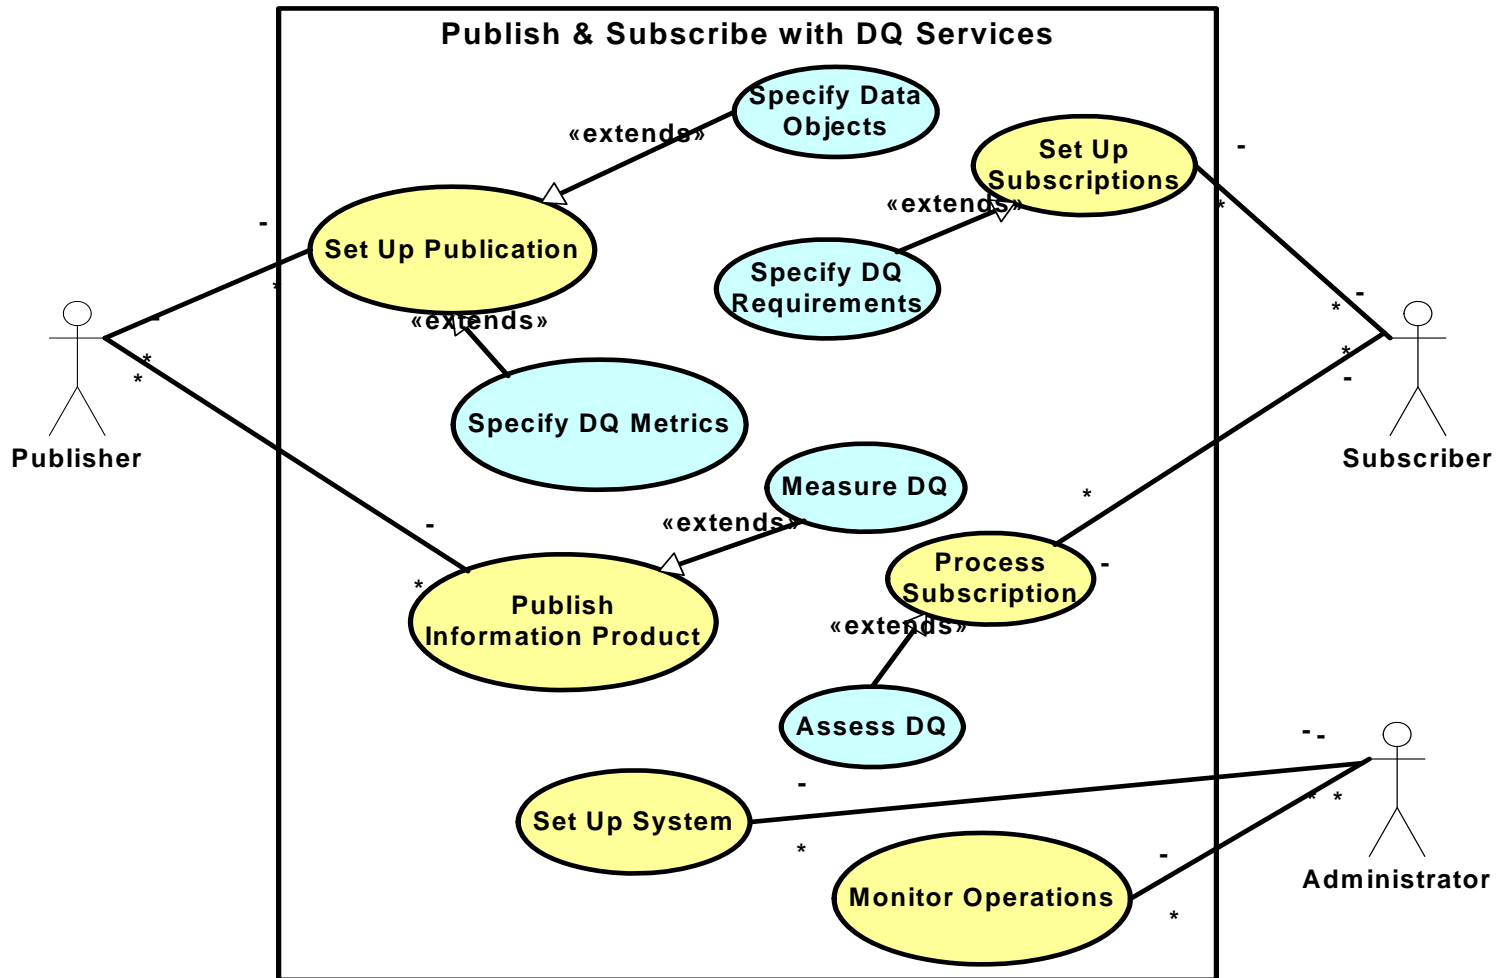 Publish & Subscribe with DQ Services
Specify Data
Objects
«extends»
Set Up
Subscriptions
«extends»
Set Up Publication
Specify DQ
Requirements
«extends»
Specify DQ Metrics
Publisher
Subscriber
Measure DQ
«extends»
Process
Subscription
Publish
Information Product
«extends»
Assess DQ
Set Up System
Monitor Operations
Administrator